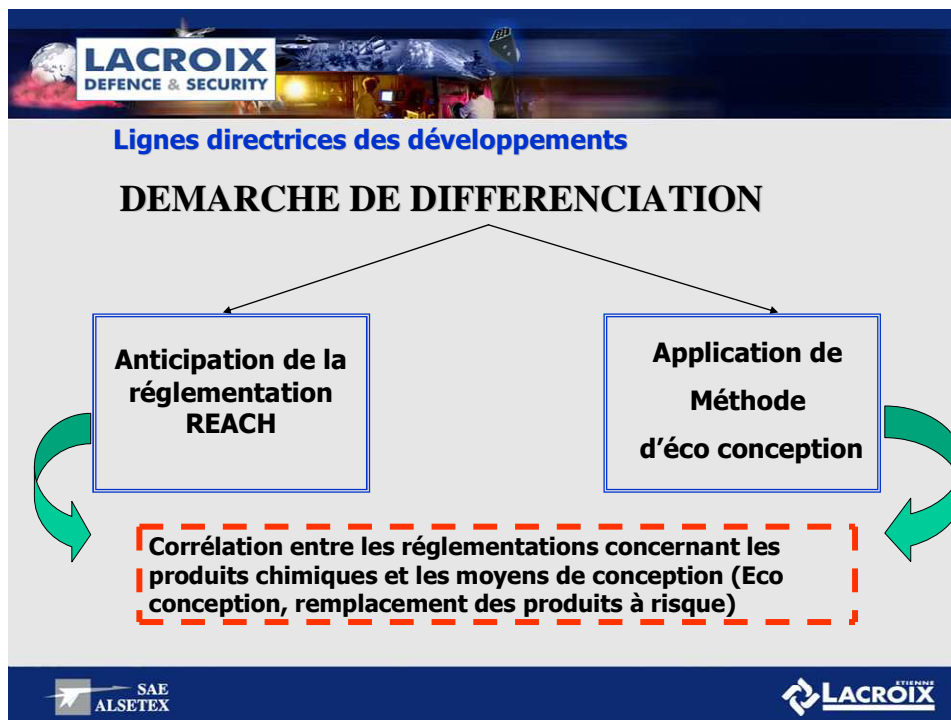 LACROIX
DEFENCE & SECURITY
Lignes directrices des développements
DEMARCHE DE DIFFERENCIATION
Anticipation de la
réglementation
REACH
Application de
Méthode
d'éco conception
Corrélation entre les réglementations concernant les
produits chimiques et les moyens de conception (Eco
conception, remplacement des produits à risque)
SAE
ALSETEX
ETIENNE
LACROIX